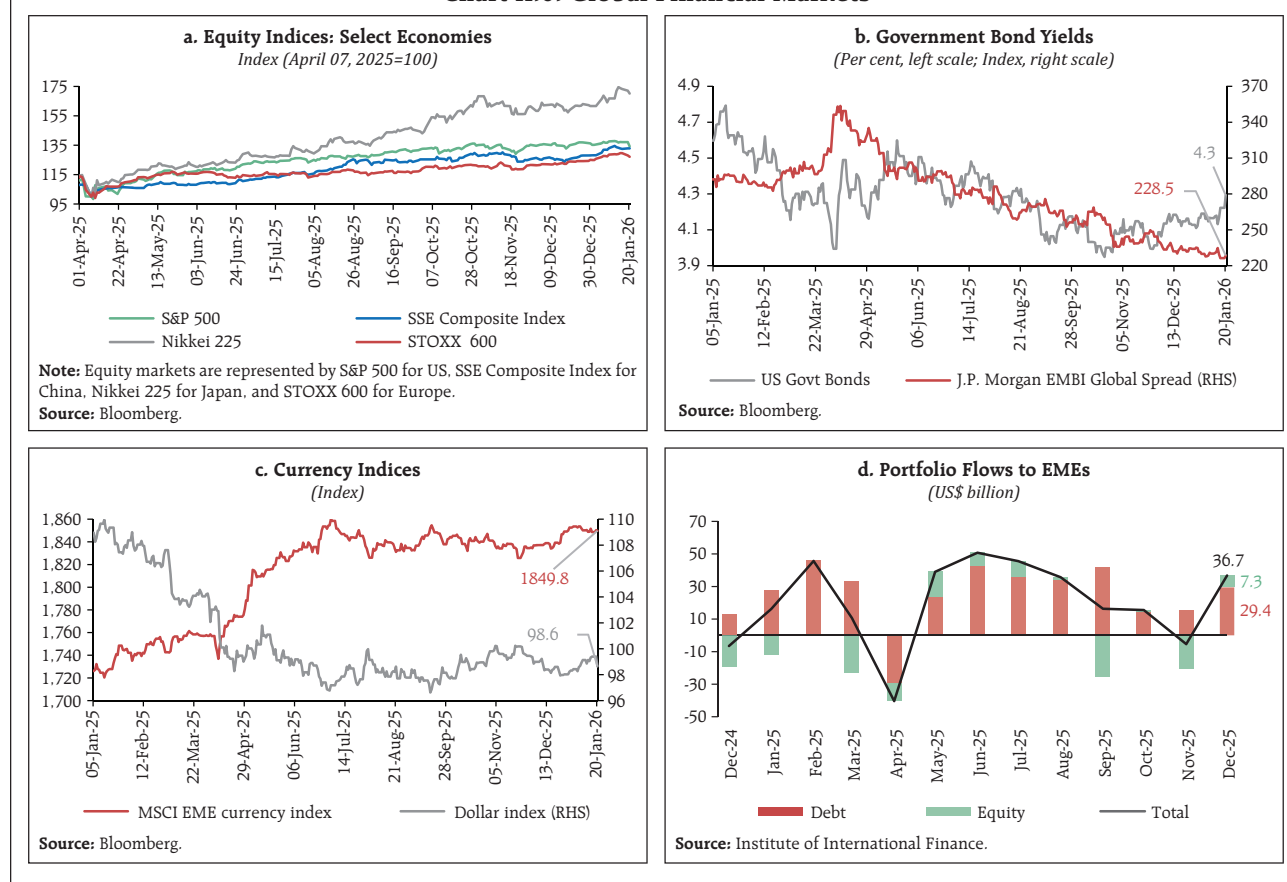 a. Equity Indices: Select Economies
Index (April 07, 2025=100)
175
155
135
115
95
01-Apr-25
22-Apr-25
13-May-25
03-Jun-25
24-Jun-25
15-Jul-25
05-Aug-25
26-Aug-25
16-Sep-25
07-Oct-25
28-Oct-25
18-Nov-25
09-Dec-25
30-Dec-25
20-Jan-26
S&P 500
SSE Composite Index
Nikkei 225
STOXX 600
Note: Equity markets are represented by S&P 500 for US, SSE Composite Index for
China, Nikkei 225 for Japan, and STOXX 600 for Europe.
Source: Bloomberg.
b. Government Bond Yields
(Per cent, left scale; Index, right scale)
4.9
4.7
4.5
4.3
4.1
3.9
370
340
310
280
250
220
4.3
228.5
05-Jan-25
12-Feb-25
22-Mar-25
29-Apr-25
06-Jun-25
14-Jul-25
21-Aug-25
28-Sep-25
05-Nov-25
13-Dec-25
20-Jan-26
US Govt Bonds
J.P. Morgan EMBI Global Spread (RHS)
Source: Bloomberg.
c. Currency Indices
(Index)
1,860
1,840
1,820
1,800
1,780
1,760
1,740
1,720
1,700
110
108
106
104
102
100
98
96
1849.8
98.6
05-Jan-25
12-Feb-25
22-Mar-25
29-Apr-25
06-Jun-25
14-Jul-25
21-Aug-25
28-Sep-25
05-Nov-25
13-Dec-25
20-Jan-26
MSCI EME currency index
Dollar index (RHS)
Source: Bloomberg.
d. Portfolio Flows to EMEs
(US$ billion)
70
50
30
10
-10
-30
-50
36.7
7.3
29.4
Dec-24
Jan-25
Feb-25
Mar-25
Apr-25
May-25
Jun-25
Jul-25
Aug-25
Sep-25
Oct-25
Nov-25
Dec-25
Debt
Equity
Total
Source: Institute of International Finance.